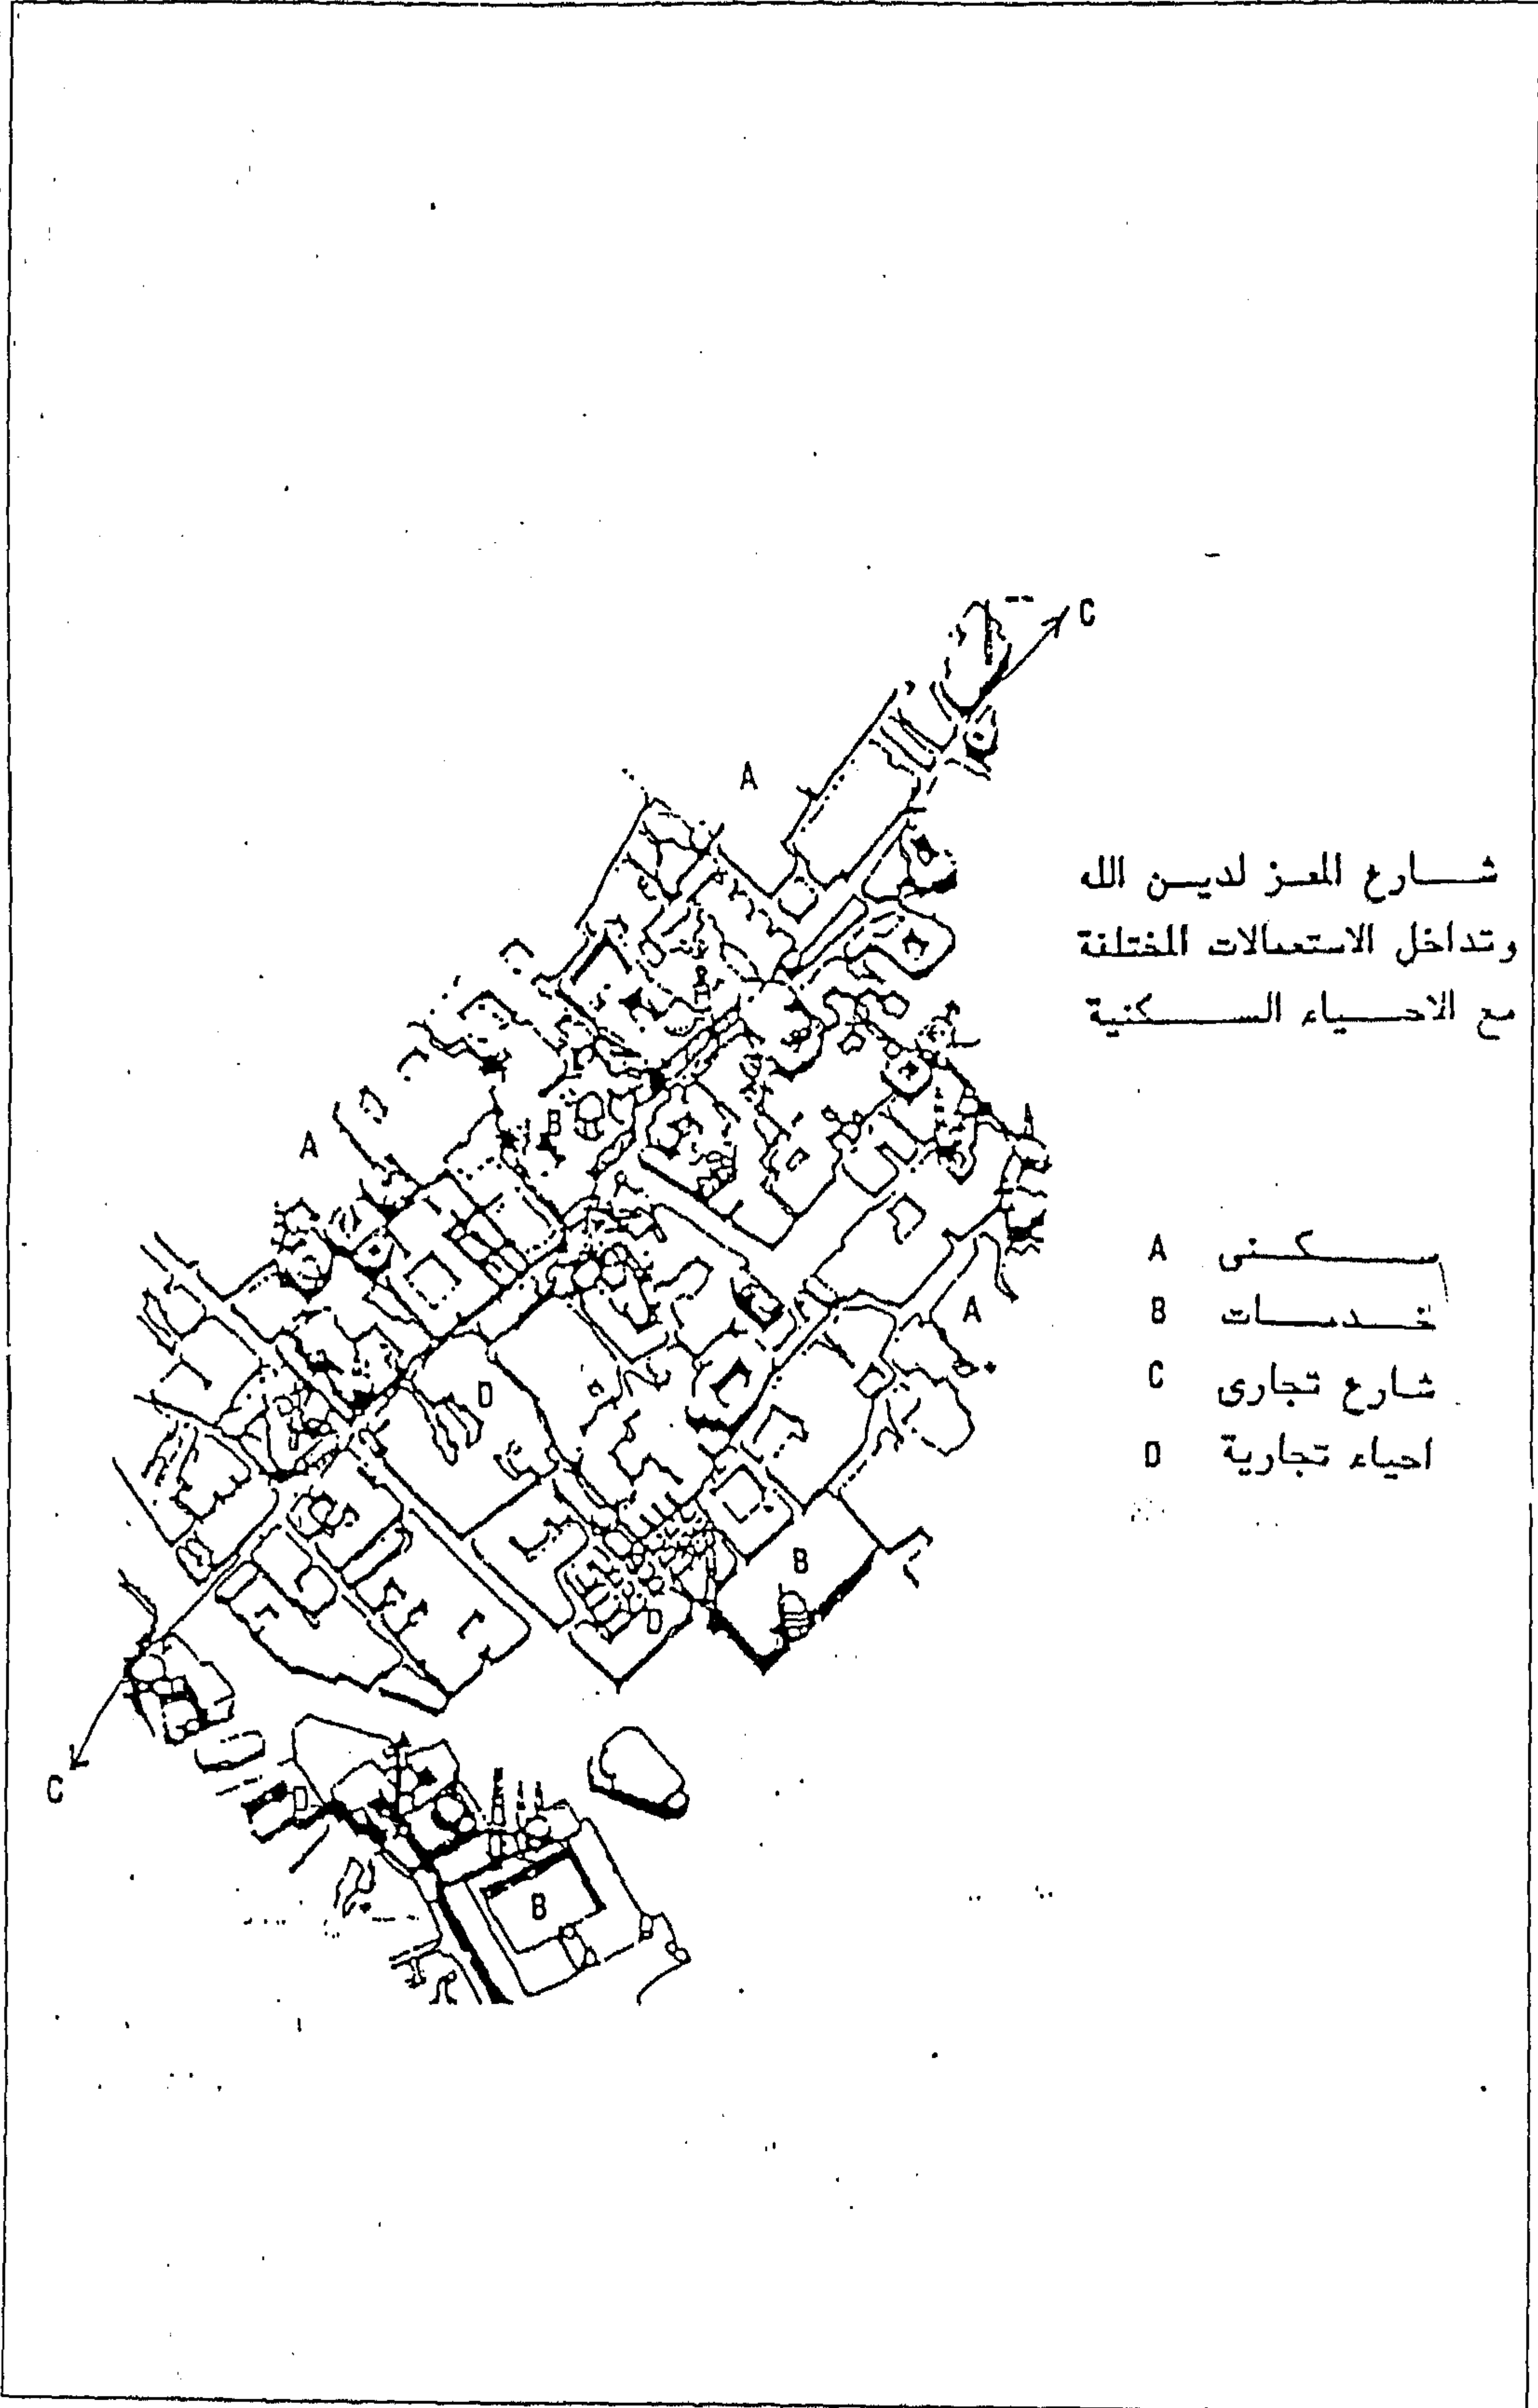 C
A
شارع المعز لدين الله
وتداخل الاستعمالات المختلفة
مع الاحياء السكنية
B
A
A سكنى
A
B خدمات
D
C شارع تجارى
D احياء تجارية
B
D
C
D
B